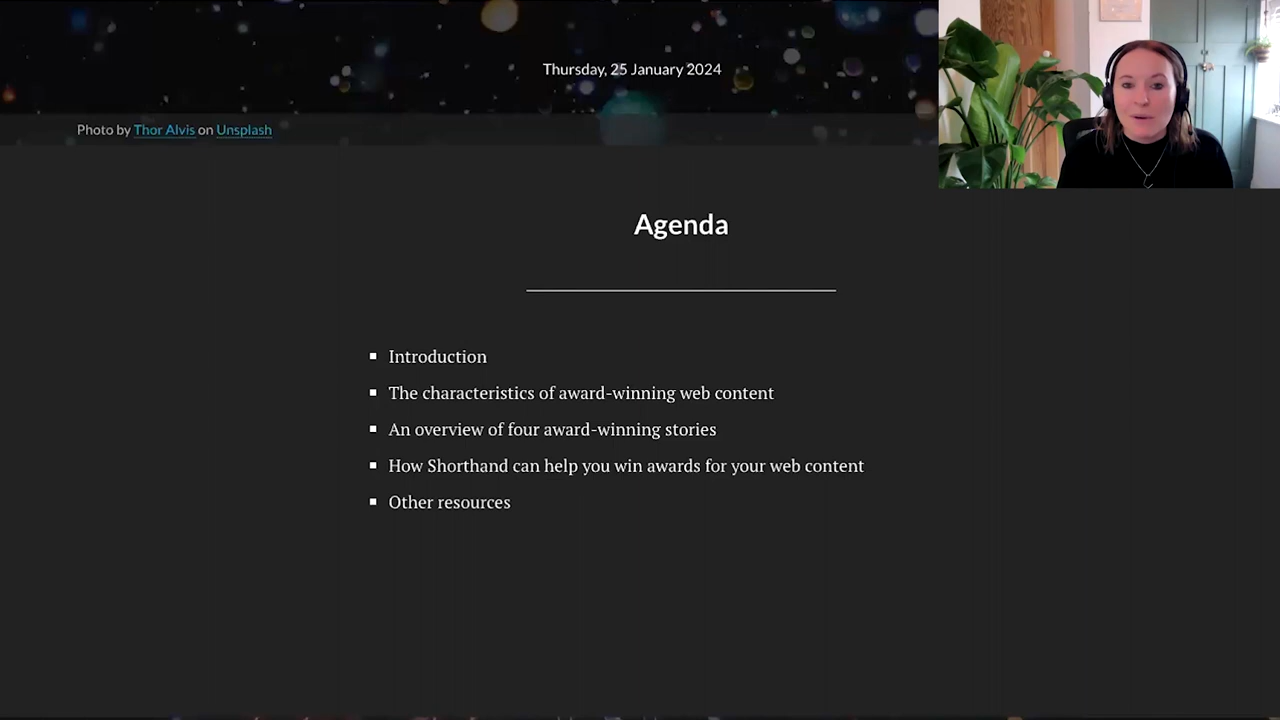 Thursday, 25 January 2024
Photo by Thor Alvis on Unsplash
Agenda
Introduction
The characteristics of award-winning web content
An overview of four award-winning stories
How Shorthand can help you win awards for your web content
Other resources